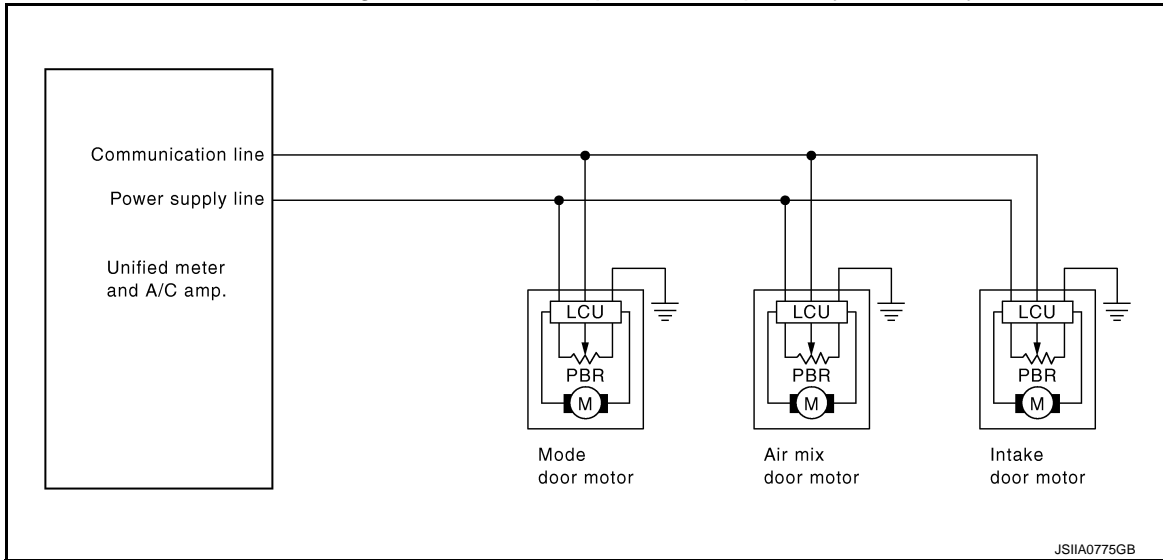 Communication line
Power supply line
Unified meter
and A/C amp.
LCU
PBR
M
Mode
door motor
LCU
PBR
M
Air mix
door motor
LCU
PBR
M
Intake
door motor
JSIIA0775GB